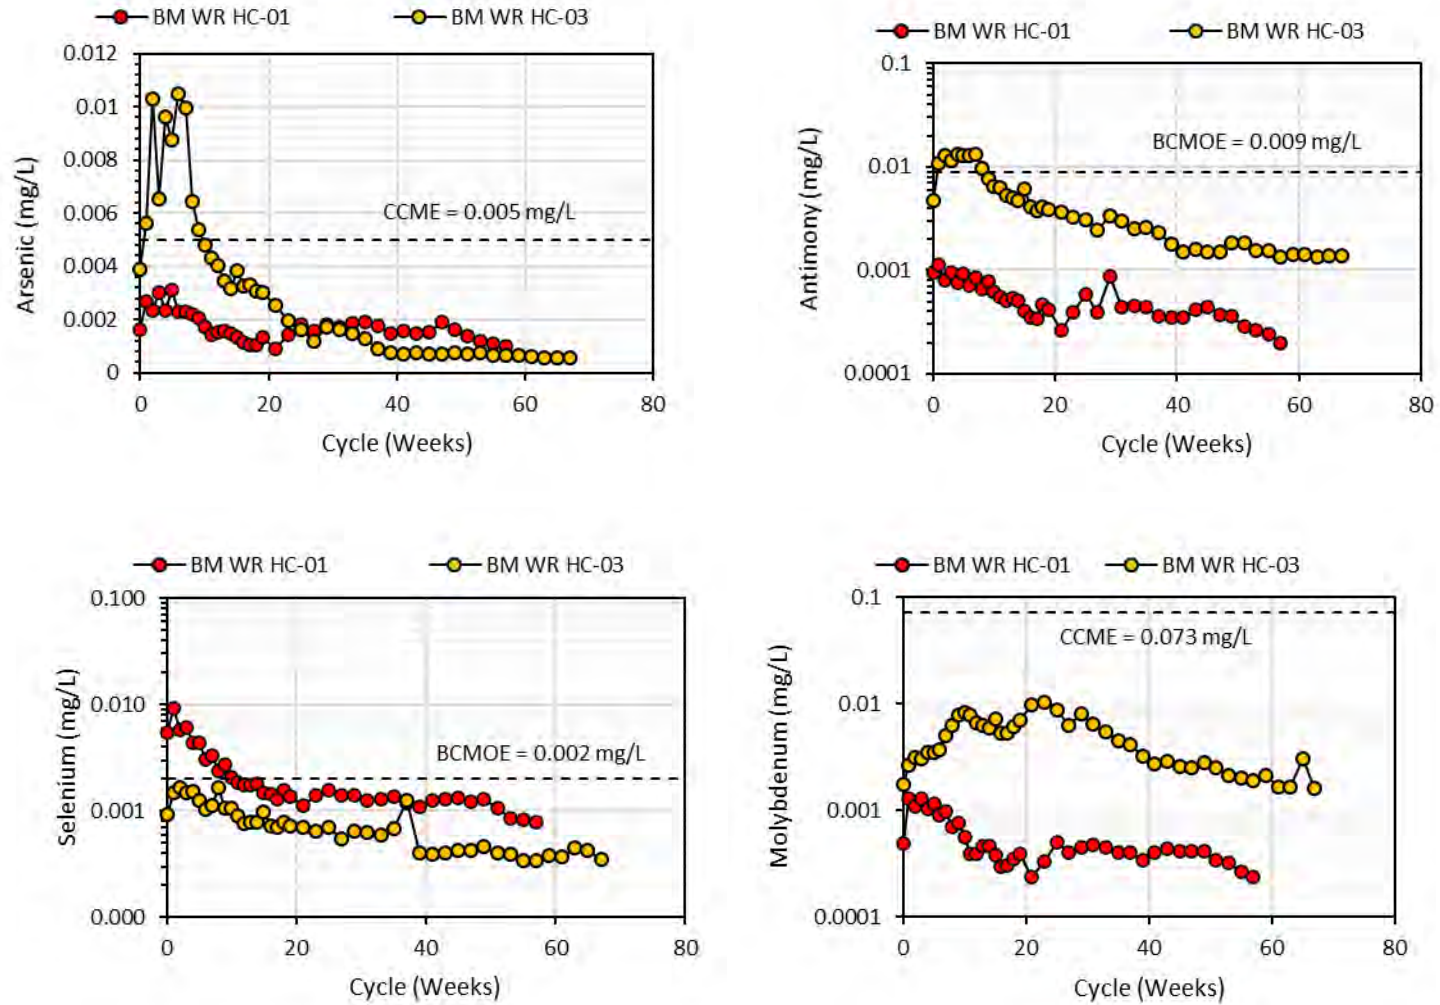 BM WR HC-01 BM WR HC-03
0.012
0.010
0.008
0.006
0.004
0.002
0
Arsenic (mg/L)
CCME = 0.005 mg/L
0 20 40 60 80
Cycle (Weeks)
BM WR HC-01 BM WR HC-03
0.1
0.01
0.001
0.0001
Antimony (mg/L)
BCMOE = 0.009 mg/L
0 20 40 60 80
Cycle (Weeks)
BM WR HC-01 BM WR HC-03
0.100
0.010
0.001
0.000
Selenium (mg/L)
BCMOE = 0.002 mg/L
0 20 40 60 80
Cycle (Weeks)
BM WR HC-01 BM WR HC-03
0.1
0.01
0.001
0.0001
Molybdenum (mg/L)
CCME = 0.073 mg/L
0 20 40 60 80
Cycle (Weeks)